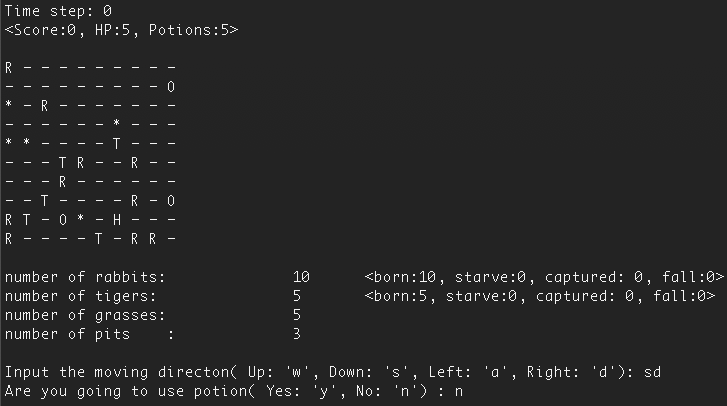 Time step: 0
<Score:0, HP:5, Potions:5>
R - - - - - - - - -
- - - - - - - - - O
* - R - - - - - - -
- - - - - - * - - -
* * - - - - T - - -
- - - T R - - R - -
- - - R - - - - - -
- - T - - - - R - O
R T - O * - H - - -
R - - - - T - R R -
number of rabbits: 10 <born:10, starve:0, captured: 0, fall:0>
number of tigers: 5 <born:5, starve:0, captured: 0, fall:0>
number of grasses: 5
number of pits : 3
Input the moving directon( Up: 'w', Down: 's', Left: 'a', Right: 'd'): sd
Are you going to use potion( Yes: 'y', No: 'n') : n